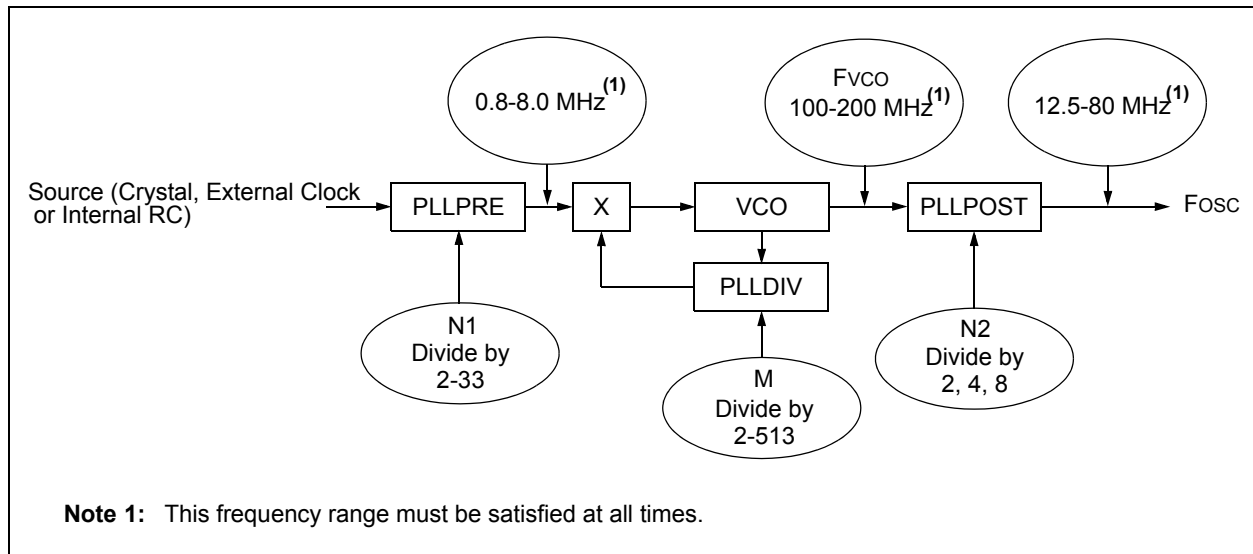 0.8-8.0 MHz(1)
FVCO
100-200 MHz(1)
12.5-80 MHz(1)
Source (Crystal, External Clock
or Internal RC)
PLLPRE
X
VCO
PLLPOST
FOSC
PLLDIV
N1
Divide by
2-33
M
Divide by
2-513
N2
Divide by
2, 4, 8
Note 1: This frequency range must be satisfied at all times.